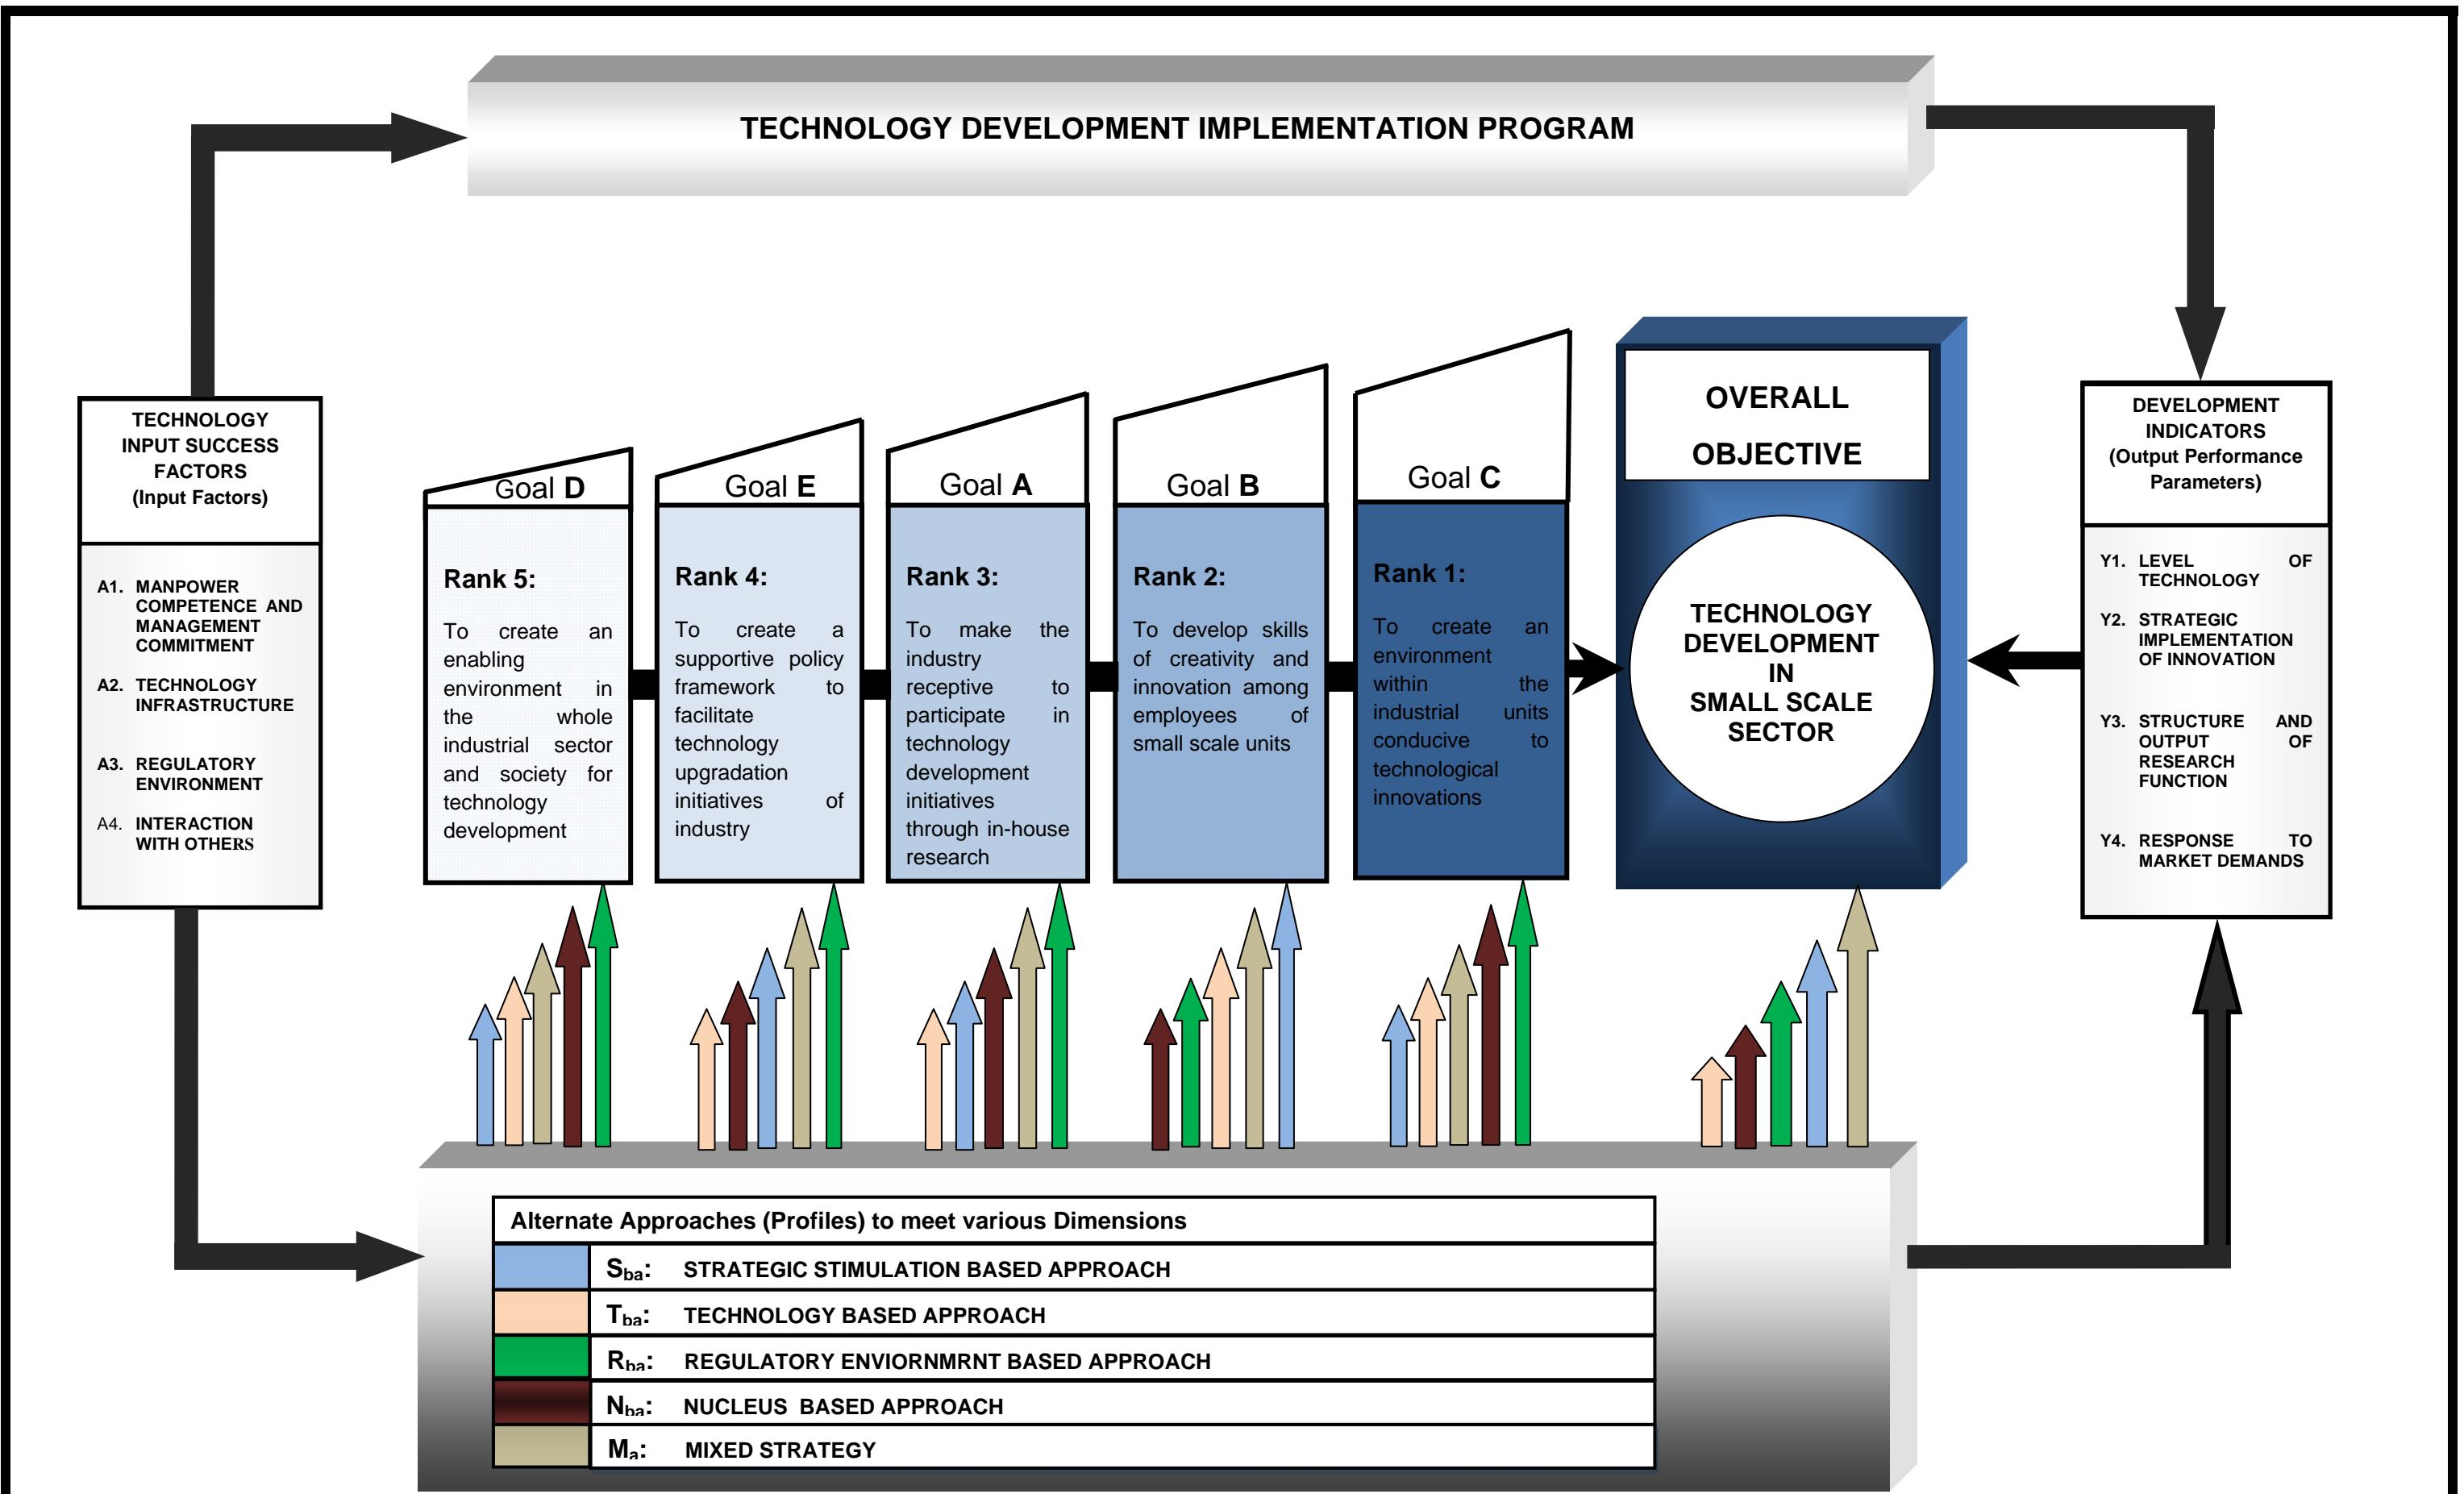 TECHNOLOGY DEVELOPMENT IMPLEMENTATION PROGRAM
TECHNOLOGY
INPUT SUCCESS
FACTORS
(Input Factors)
A1. MANPOWER
COMPETENCE AND
MANAGEMENT
COMMITMENT
A2. TECHNOLOGY
INFRASTRUCTURE
A3. REGULATORY
ENVIRONMENT
A4. INTERACTION
WITH OTHERS
Goal D
Rank 5:
To create an
enabling
environment in
the whole
industrial sector
and society for
technology
development
Goal E
Rank 4:
To create a
supportive policy
framework to
facilitate
technology
upgradation
initiatives of
industry
Goal A
Rank 3:
To make the
industry
receptive to
participate in
technology
development
initiatives
through in-house
research
Goal B
Rank 2:
To develop skills
of creativity and
innovation among
employees of
small scale units
Goal C
Rank 1:
To create an
environment
within the
industrial units
conducive to
technological
innovations
OVERALL
OBJECTIVE
TECHNOLOGY
DEVELOPMENT
IN
SMALL SCALE
SECTOR
DEVELOPMENT
INDICATORS
(Output Performance
Parameters)
Y1. LEVEL OF
TECHNOLOGY
Y2. STRATEGIC
IMPLEMENTATION
OF INNOVATION
Y3. STRUCTURE AND
OUTPUT OF
RESEARCH
FUNCTION
Y4. RESPONSE TO
MARKET DEMANDS
Alternate Approaches (Profiles) to meet various Dimensions
Sba: STRATEGIC STIMULATION BASED APPROACH
Tba: TECHNOLOGY BASED APPROACH
Rba: REGULATORY ENVIORNMRNT BASED APPROACH
Nba: NUCLEUS BASED APPROACH
Ma: MIXED STRATEGY